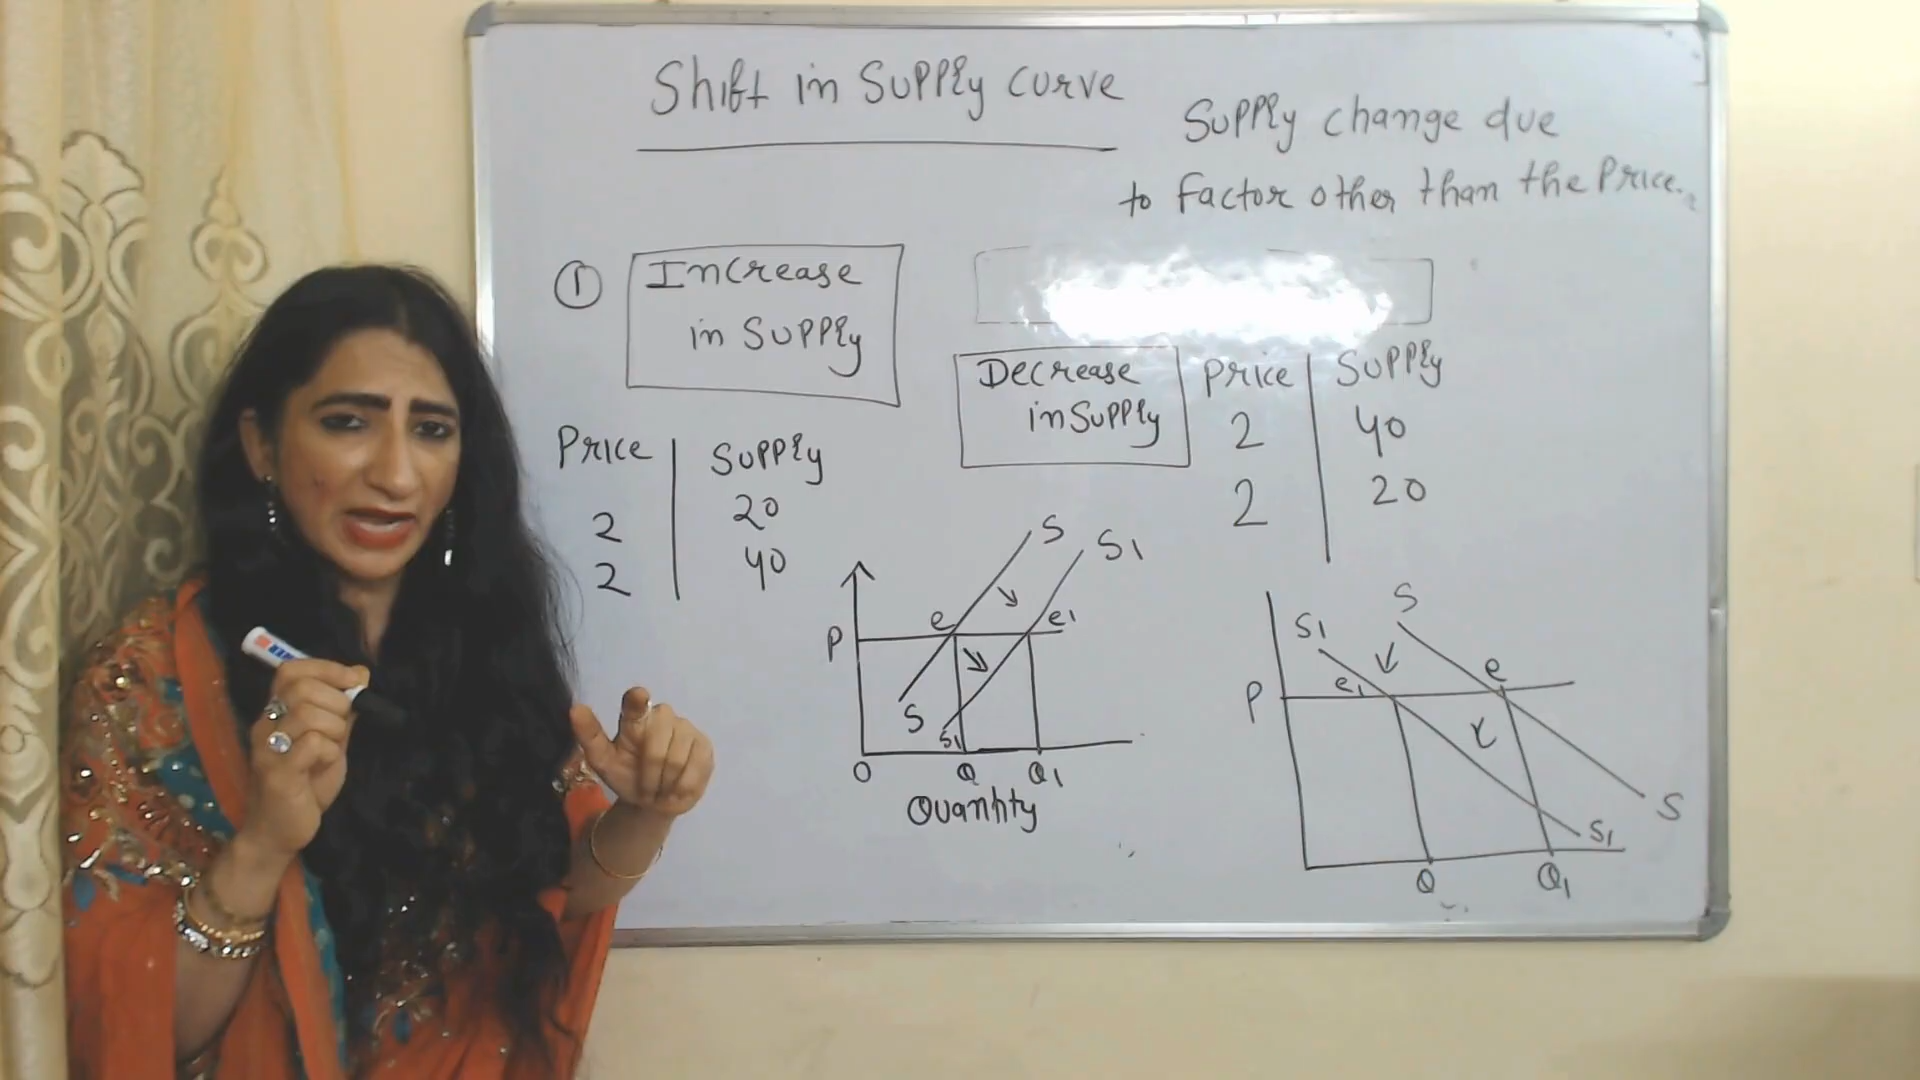 Shift in Supply curve
Supply change due
to Factor other than the Price.
1 Increase
in Supply
Price Supply
2 20
2 40
Decrease
in Supply
Price Supply
2 40
2 20
S S1
P e e1
S S1
O Q Q1
Quantity
S1 S
P e1 e
S
S1
Q Q1